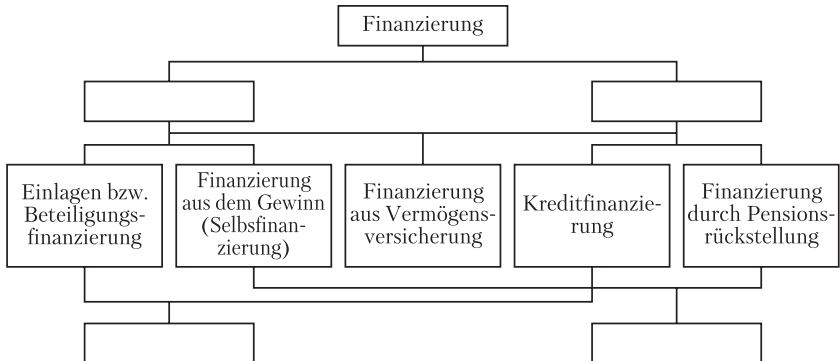 Finanzierung
Einlagen bzw.
Beteiligungs-
finanzierung
Finanzierung
aus dem Gewinn
(Selbsfinan-
zierung)
Finanzierung
aus Vermögens-
versicherung
Kreditfinanzie-
rung
Finanzierung
durch Pensions-
rückstellung